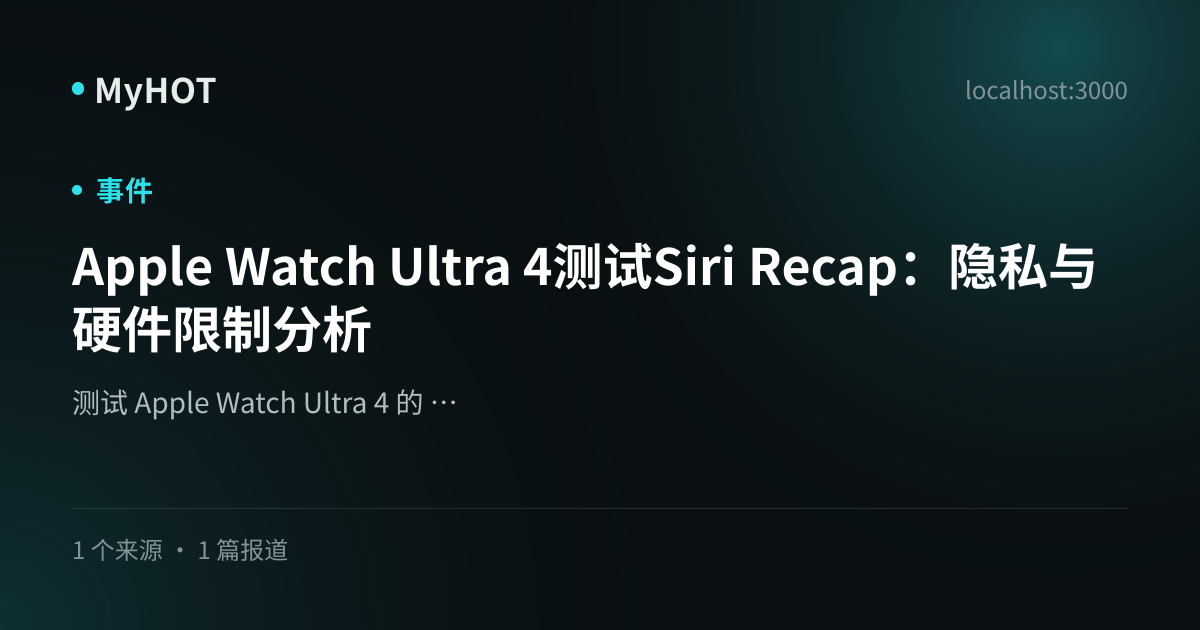 MyHOT
localhost:3000
事件
Apple Watch Ultra 4测试Siri Recap：隐私与
硬件限制分析
测试 Apple Watch Ultra 4 的 …
1 个来源 · 1 篇报道